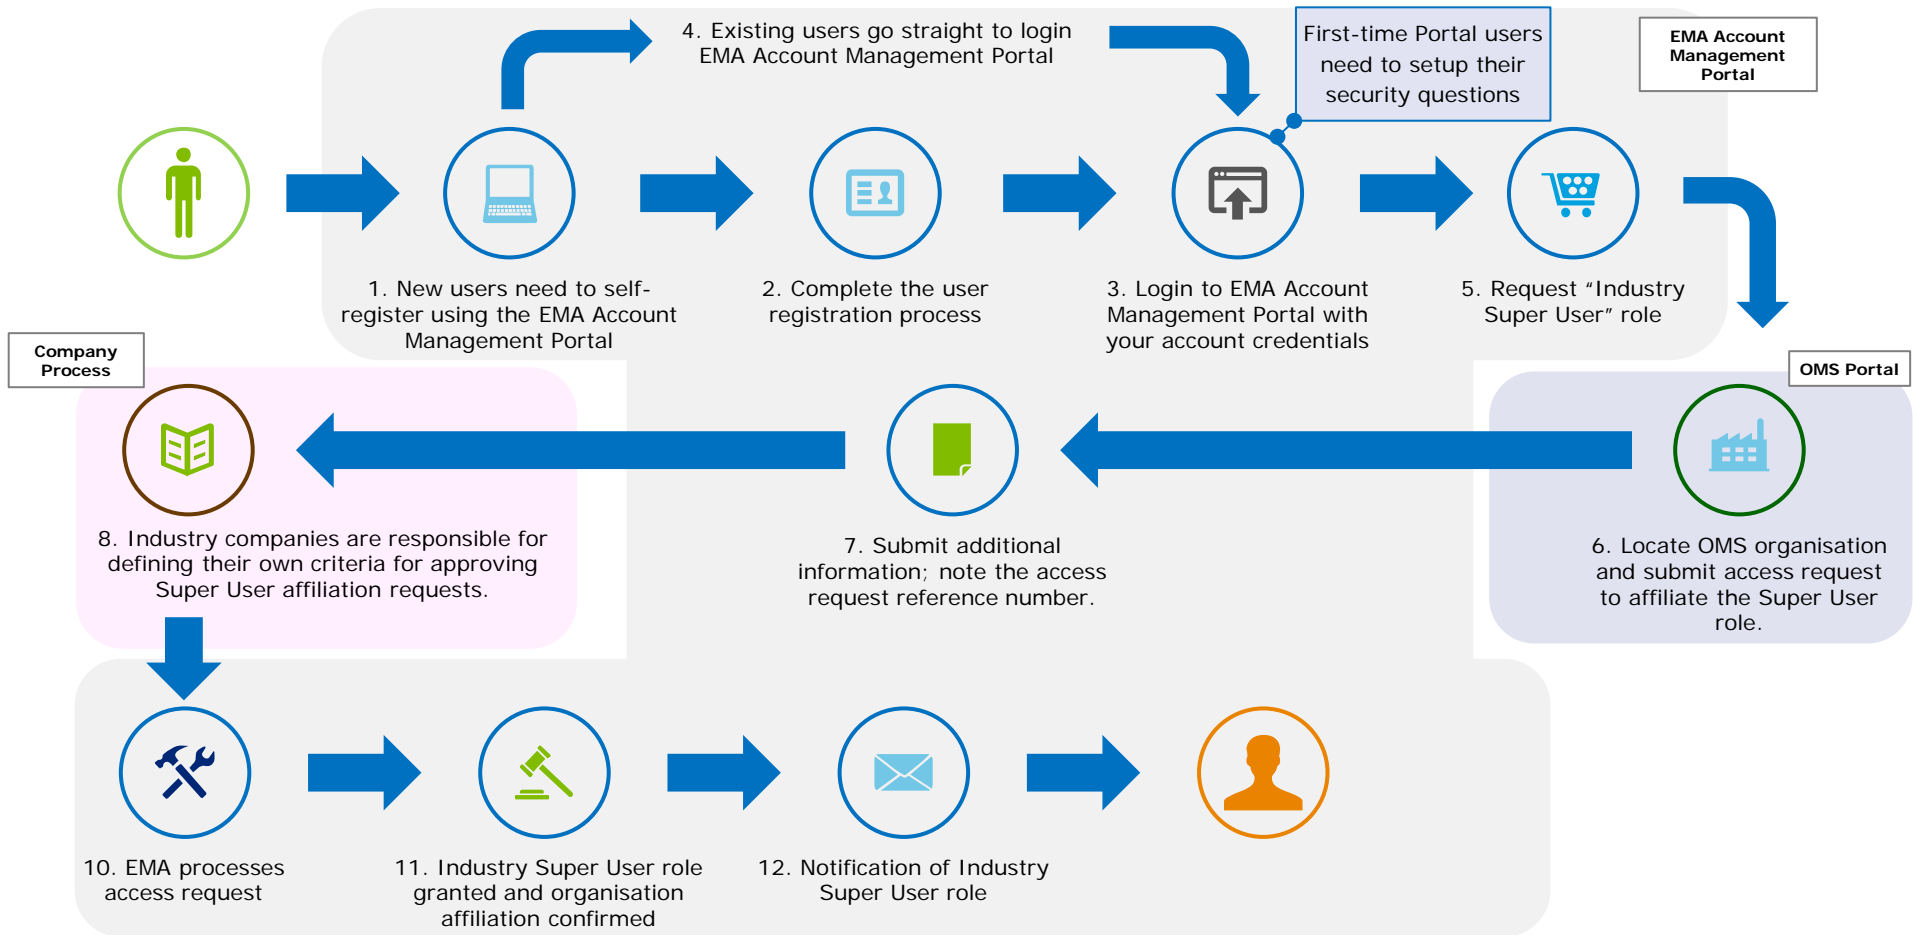 4. Existing users go straight to login
EMA Account Management Portal
First-time Portal users
need to setup their
security questions
EMA Account
Management
Portal
1. New users need to self-
register using the EMA Account
Management Portal
2. Complete the user
registration process
3. Login to EMA Account
Management Portal with
your account credentials
5. Request “Industry
Super User” role
Company
Process
OMS Portal
8. Industry companies are responsible for
defining their own criteria for approving
Super User affiliation requests.
7. Submit additional
information; note the access
request reference number.
6. Locate OMS organisation
and submit access request
to affiliate the Super User
role.
10. EMA processes
access request
11. Industry Super User role
granted and organisation
affiliation confirmed
12. Notification of Industry
Super User role